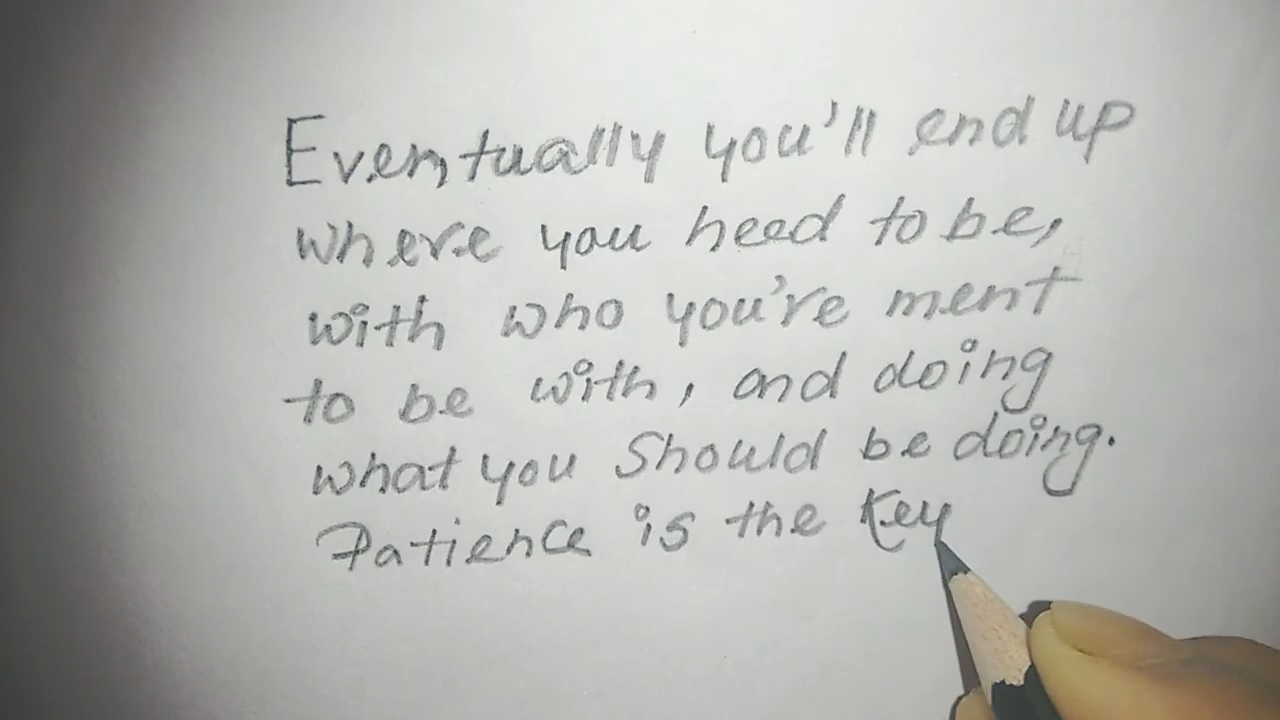 Eventually you'll end up
where you need to be,
with who you're ment
to be with, and doing
what you Should be doing.
Patience is the Key